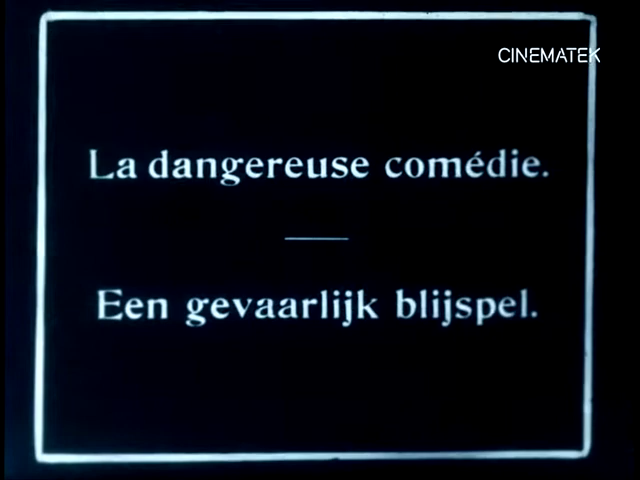 CINEMATEK
La dangereuse comédie.
Een gevaarlijk blijspel.